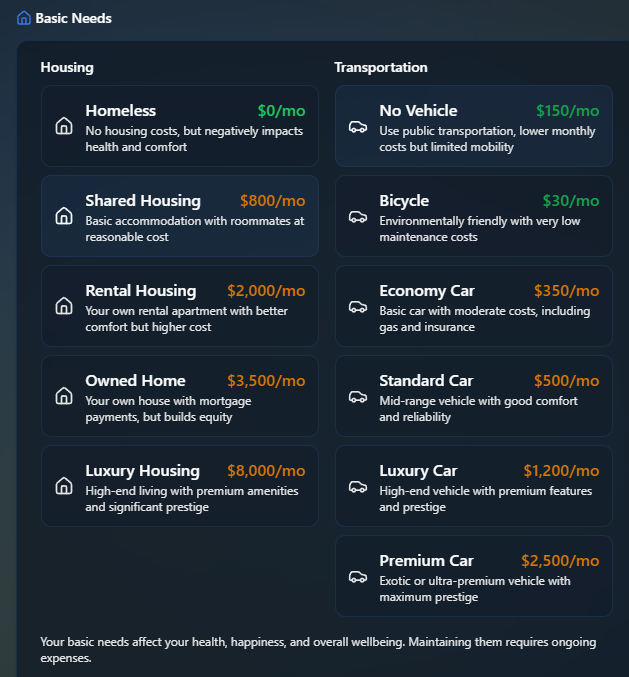 Basic Needs
Housing
Homeless $0/mo
No housing costs, but negatively impacts
health and comfort
Shared Housing $800/mo
Basic accommodation with roommates at
reasonable cost
Rental Housing $2,000/mo
Your own rental apartment with better
comfort but higher cost
Owned Home $3,500/mo
Your own house with mortgage
payments, but builds equity
Luxury Housing $8,000/mo
High-end living with premium amenities
and significant prestige
Transportation
No Vehicle $150/mo
Use public transportation, lower monthly
costs but limited mobility
Bicycle $30/mo
Environmentally friendly with very low
maintenance costs
Economy Car $350/mo
Basic car with moderate costs, including
gas and insurance
Standard Car $500/mo
Mid-range vehicle with good comfort
and reliability
Luxury Car $1,200/mo
High-end vehicle with premium features
and prestige
Premium Car $2,500/mo
Exotic or ultra-premium vehicle with
maximum prestige
Your basic needs affect your health, happiness, and overall wellbeing. Maintaining them requires ongoing
expenses.